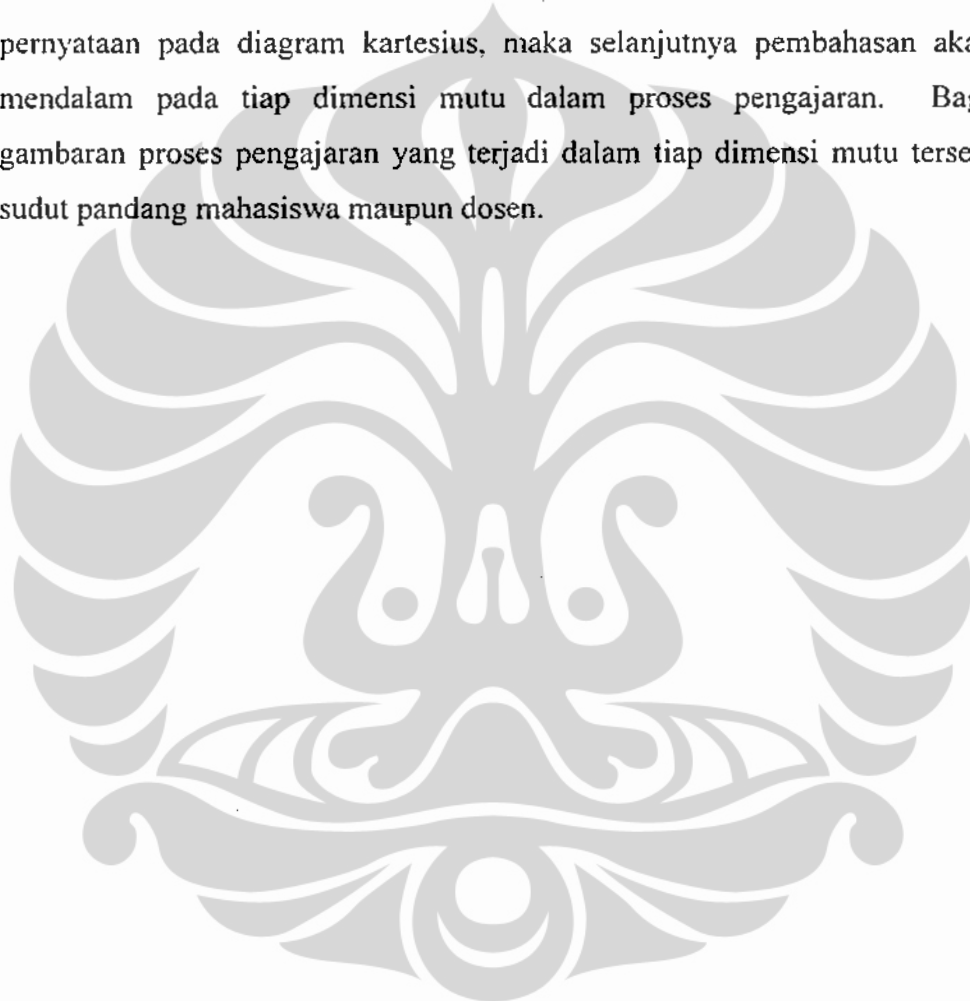 pernyataan pada diagram kartesius, maka selanjutnya pembahasan aka
mendalam pada tiap dimensi mutu dalam proses pengajaran. Bag
gambaran proses pengajaran yang terjadi dalam tiap dimensi mutu terse
sudut pandang mahasiswa maupun dosen.